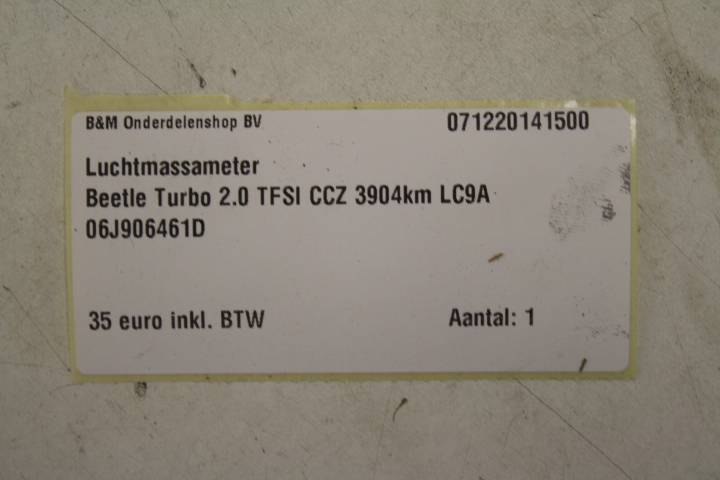 B&M Onderdelenshop BV 071220141500
Luchtmassameter
Beetle Turbo 2.0 TFSI CCZ 3904km LC9A
06J906461D
35 euro inkl. BTW Aantal: 1